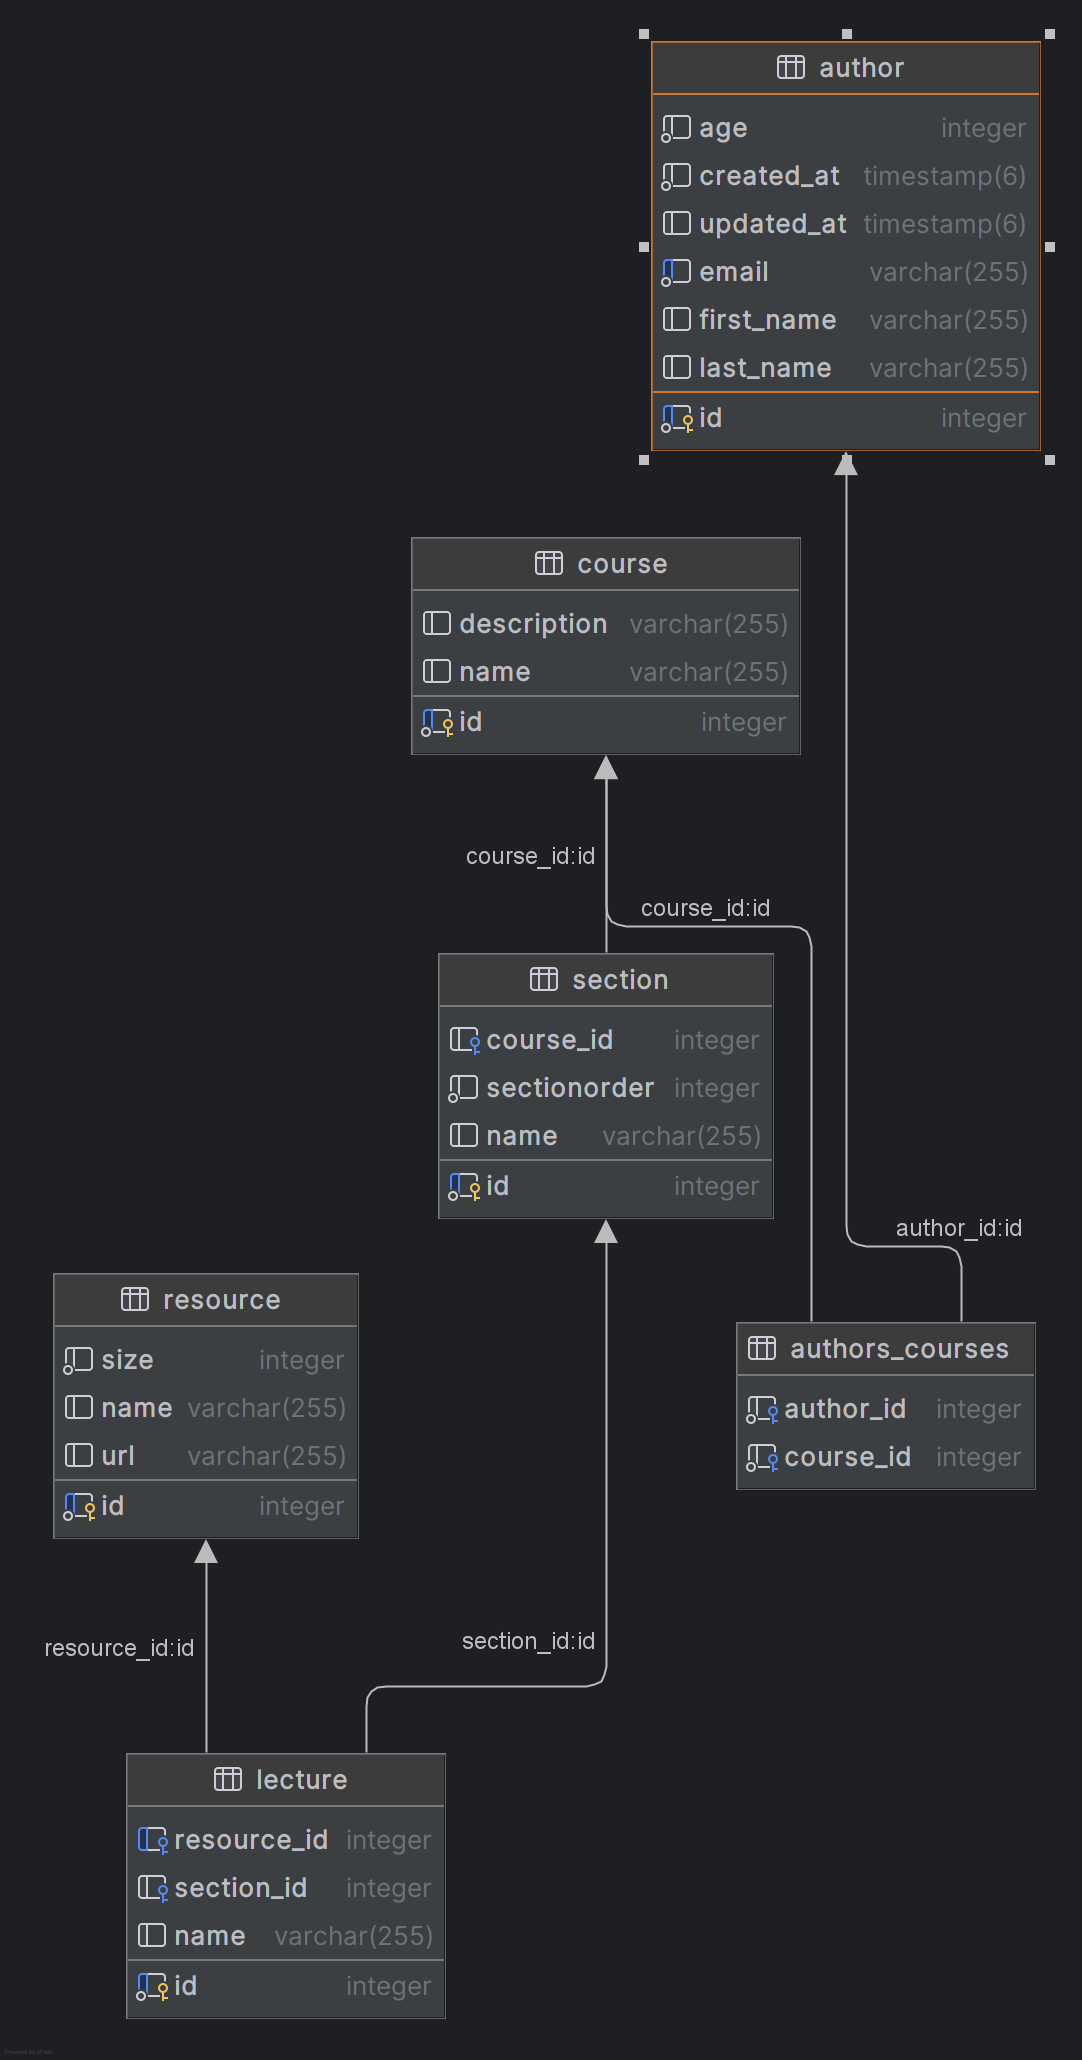 author
age integer
created_at timestamp(6)
updated_at timestamp(6)
email varchar(255)
first_name varchar(255)
last_name varchar(255)
id integer
course
description varchar(255)
name varchar(255)
id integer
course_id:id
course_id:id
section
course_id integer
sectionorder integer
name varchar(255)
id integer
author_id:id
resource
size integer
name varchar(255)
url varchar(255)
id integer
authors_courses
author_id integer
course_id integer
resource_id:id
section_id:id
lecture
resource_id integer
section_id integer
name varchar(255)
id integer
Powered by yFiles